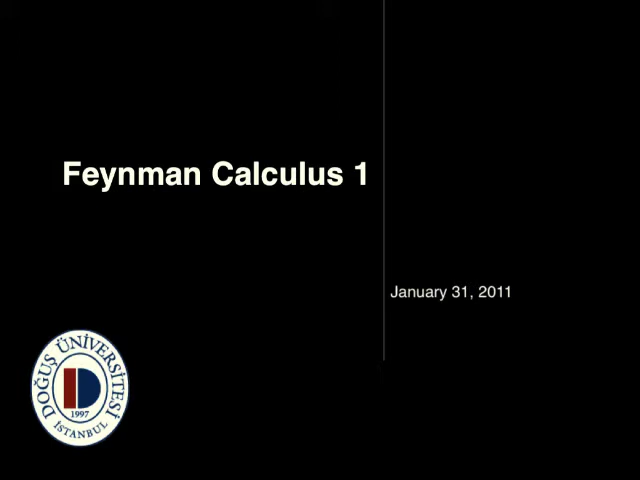 Feynman Calculus 1
January 31, 2011
DOĞUŞ ÜNİVERSİTESİ
1997
İSTANBUL